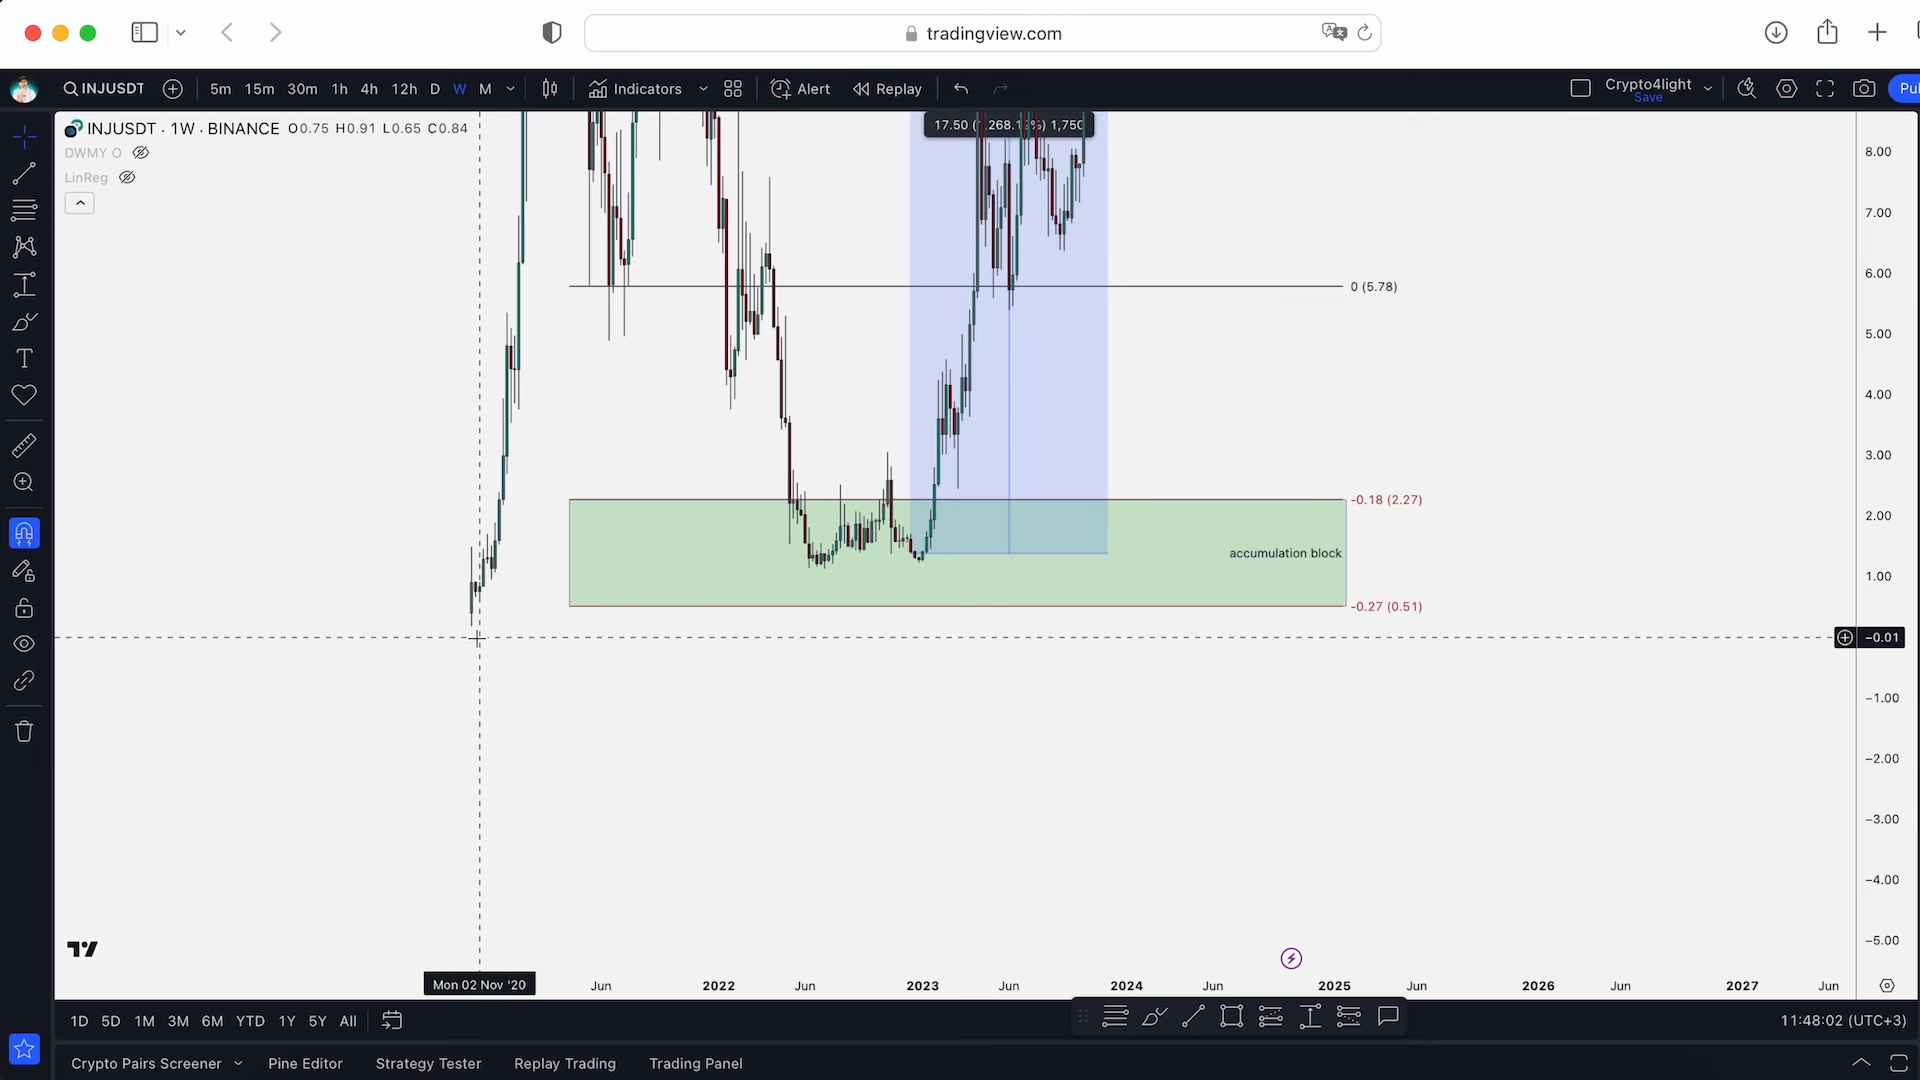 tradingview.com
INJUSDT 5m 15m 30m 1h 4h 12h D W M Indicators Alert Replay Crypto4light Pul
Save
INJUSDT · 1W · BINANCE O0.75 H0.91 L0.65 C0.84
DWMY O
LinReg
8.00
7.00
6.00
0 (5.78)
5.00
4.00
3.00
-0.18 (2.27)
2.00
accumulation block
1.00
-0.27 (0.51)
−0.01
−1.00
−2.00
−3.00
−4.00
−5.00
Mon 02 Nov '20 Jun 2022 Jun 2023 Jun 2024 Jun 2025 Jun 2026 Jun 2027 Jun
1D 5D 1M 3M 6M YTD 1Y 5Y All 11:48:02 (UTC+3)
Crypto Pairs Screener Pine Editor Strategy Tester Replay Trading Trading Panel